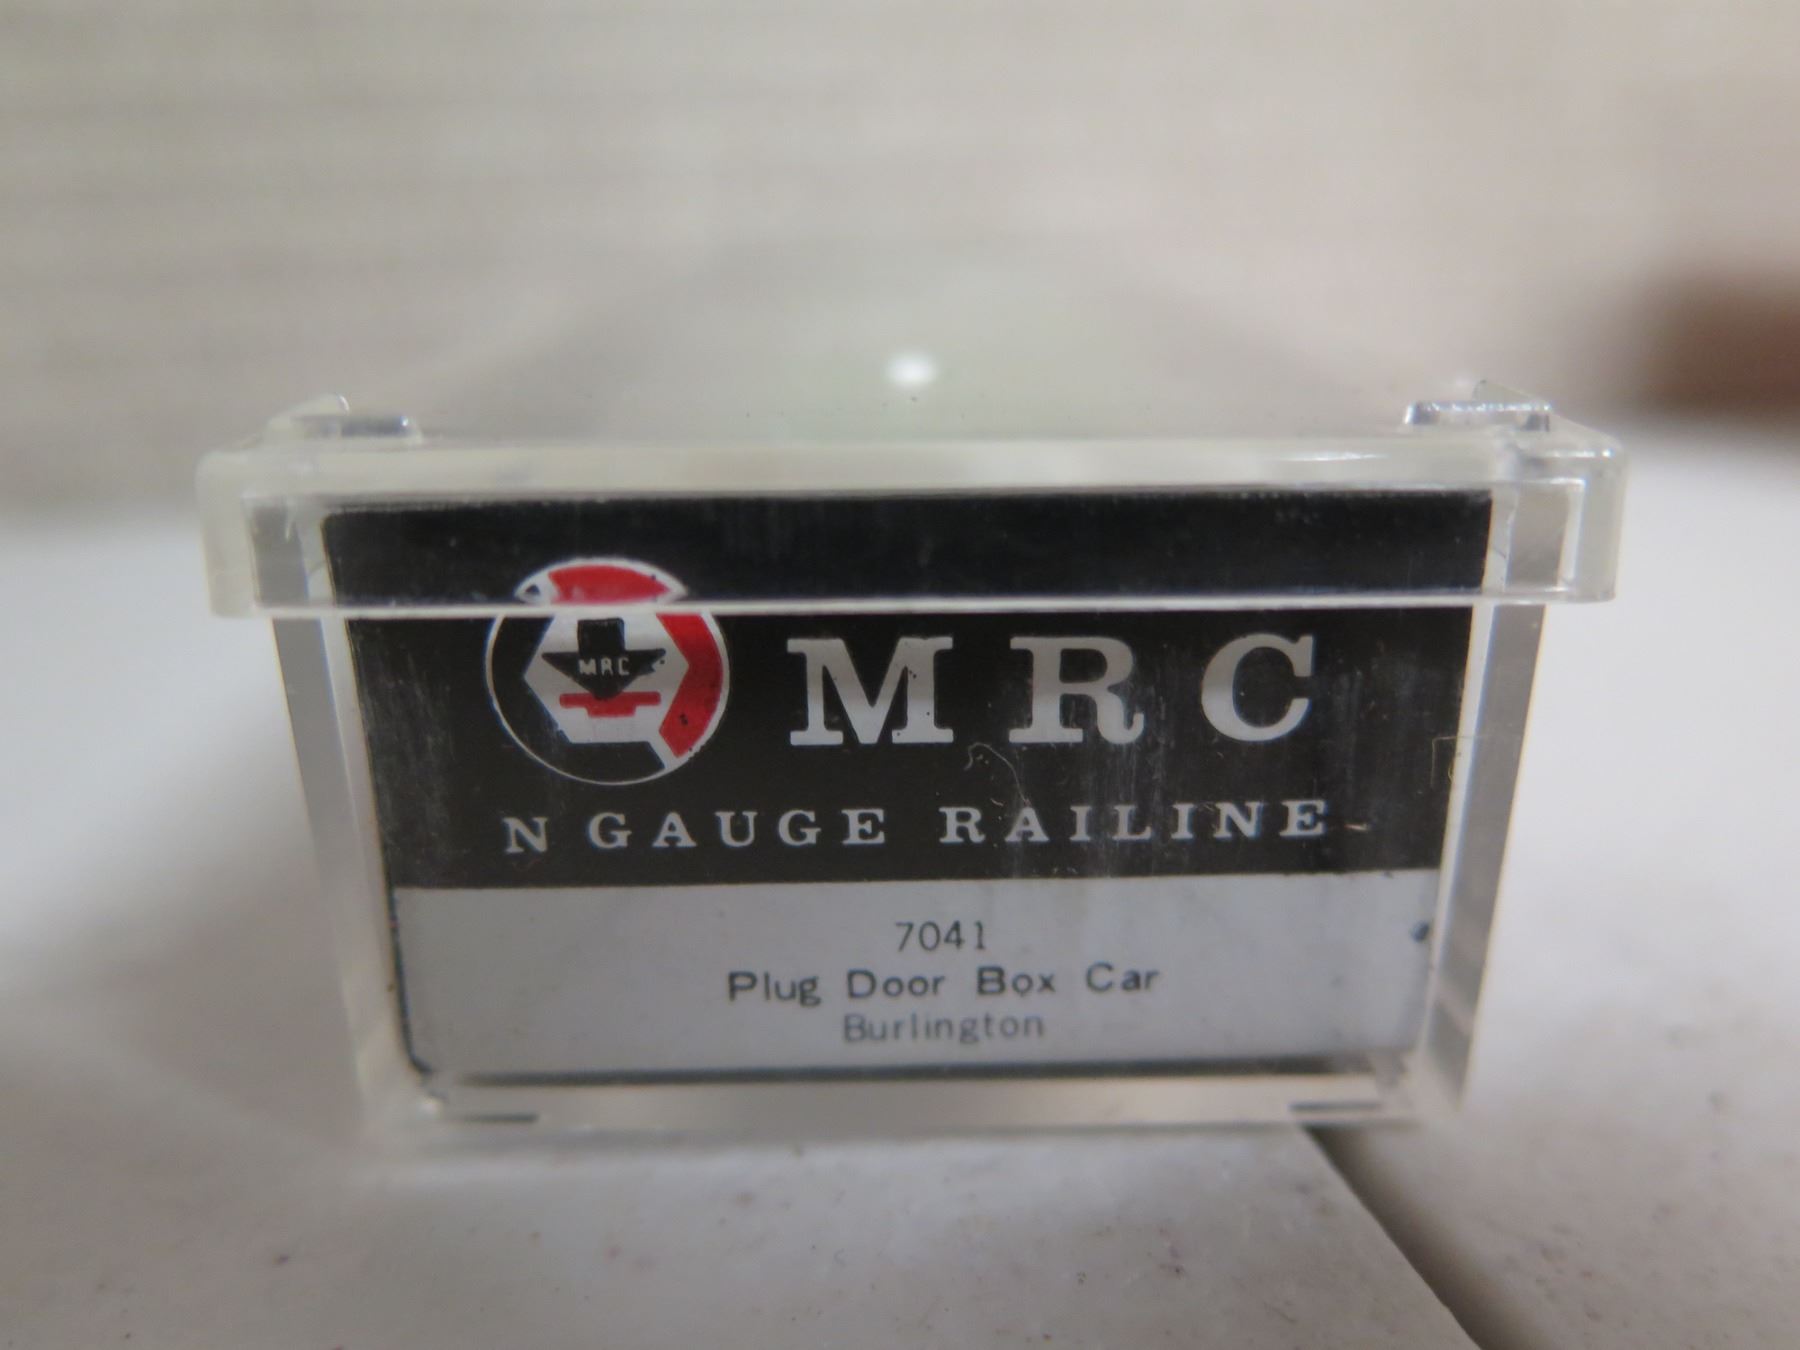 MRC
MRC
N GAUGE RAILINE
7041
Plug Door Box Car
Burlington